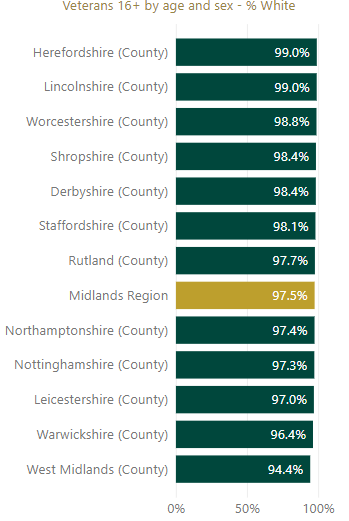 Veterans 16+ by age and sex - % White
Herefordshire (County) 99.0%
Lincolnshire (County) 99.0%
Worcestershire (County) 98.8%
Shropshire (County) 98.4%
Derbyshire (County) 98.4%
Staffordshire (County) 98.1%
Rutland (County) 97.7%
Midlands Region 97.5%
Northamptonshire (County) 97.4%
Nottinghamshire (County) 97.3%
Leicestershire (County) 97.0%
Warwickshire (County) 96.4%
West Midlands (County) 94.4%
0% 50% 100%